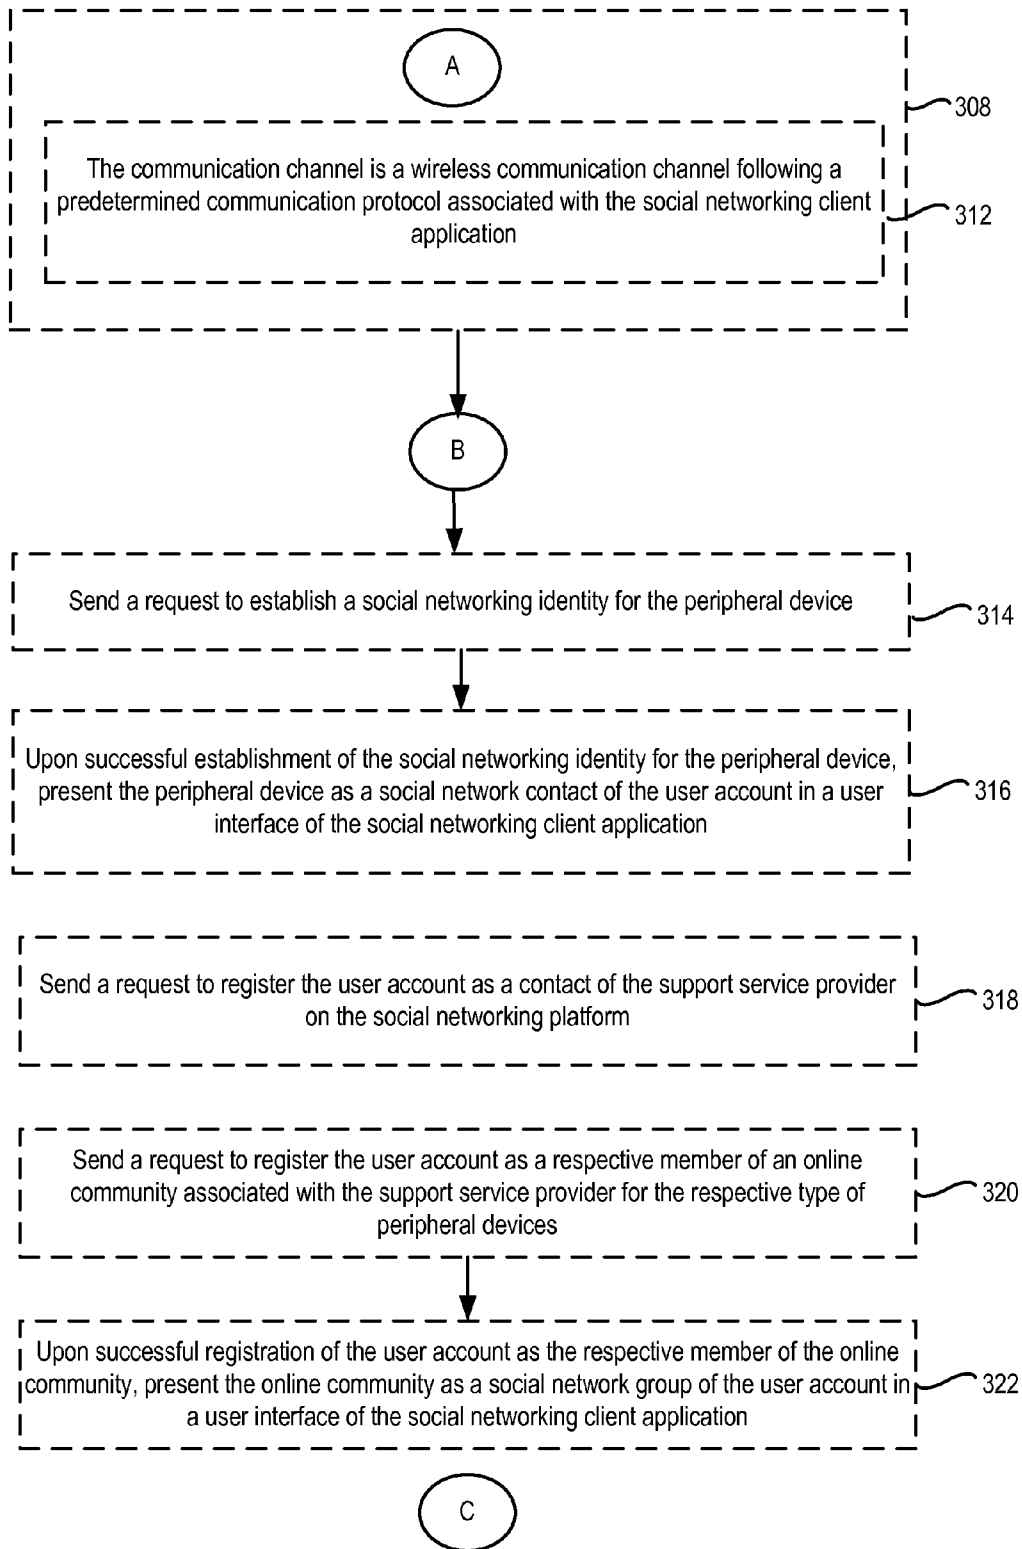 A
308
The communication channel is a wireless communication channel following a
predetermined communication protocol associated with the social networking client
application
312
B
Send a request to establish a social networking identity for the peripheral device
314
Upon successful establishment of the social networking identity for the peripheral device,
present the peripheral device as a social network contact of the user account in a user
interface of the social networking client application
316
Send a request to register the user account as a contact of the support service provider
on the social networking platform
318
Send a request to register the user account as a respective member of an online
community associated with the support service provider for the respective type of
peripheral devices
320
Upon successful registration of the user account as the respective member of the online
community, present the online community as a social network group of the user account in
a user interface of the social networking client application
322
C